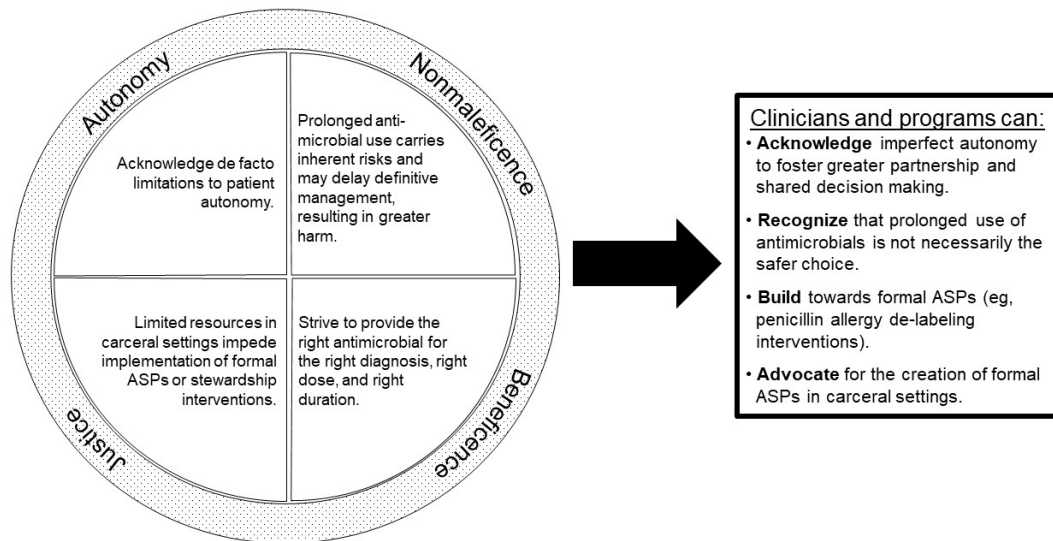 Autonomy
Acknowledge de facto
limitations to patient
autonomy.
Nonmaleficence
Prolonged anti-
microbial use carries
inherent risks and
may delay definitive
management,
resulting in greater
harm.
Justice
Limited resources in
carceral settings impede
implementation of formal
ASPs or stewardship
interventions.
Beneficence
Strive to provide the
right antimicrobial for
the right diagnosis, right
dose, and right
duration.
Clinicians and programs can:
• Acknowledge imperfect autonomy
to foster greater partnership and
shared decision making.
• Recognize that prolonged use of
antimicrobials is not necessarily the
safer choice.
• Build towards formal ASPs (eg,
penicillin allergy de-labeling
interventions).
• Advocate for the creation of formal
ASPs in carceral settings.